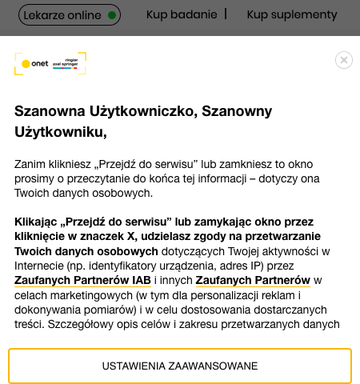 Lekarze online Kup badanie | Kup suplementy
onet ringier axel springer
Szanowna Użytkowniczko, Szanowny
Użytkowniku,
Zanim klikniesz „Przejdź do serwisu” lub zamkniesz to okno
prosimy o przeczytanie do końca tej informacji – dotyczy ona
Twoich danych osobowych.
Klikając „Przejdź do serwisu” lub zamykając okno przez
kliknięcie w znaczek X, udzielasz zgody na przetwarzanie
Twoich danych osobowych dotyczących Twojej aktywności w
Internecie (np. identyfikatory urządzenia, adres IP) przez
Zaufanych Partnerów IAB i innych Zaufanych Partnerów w
celach marketingowych (w tym dla personalizacji reklam i
dokonywania pomiarów) i w celu dostosowania dostarczanych
treści. Szczegółowy opis celów i zakresu przetwarzanych danych
USTAWIENIA ZAAWANSOWANE